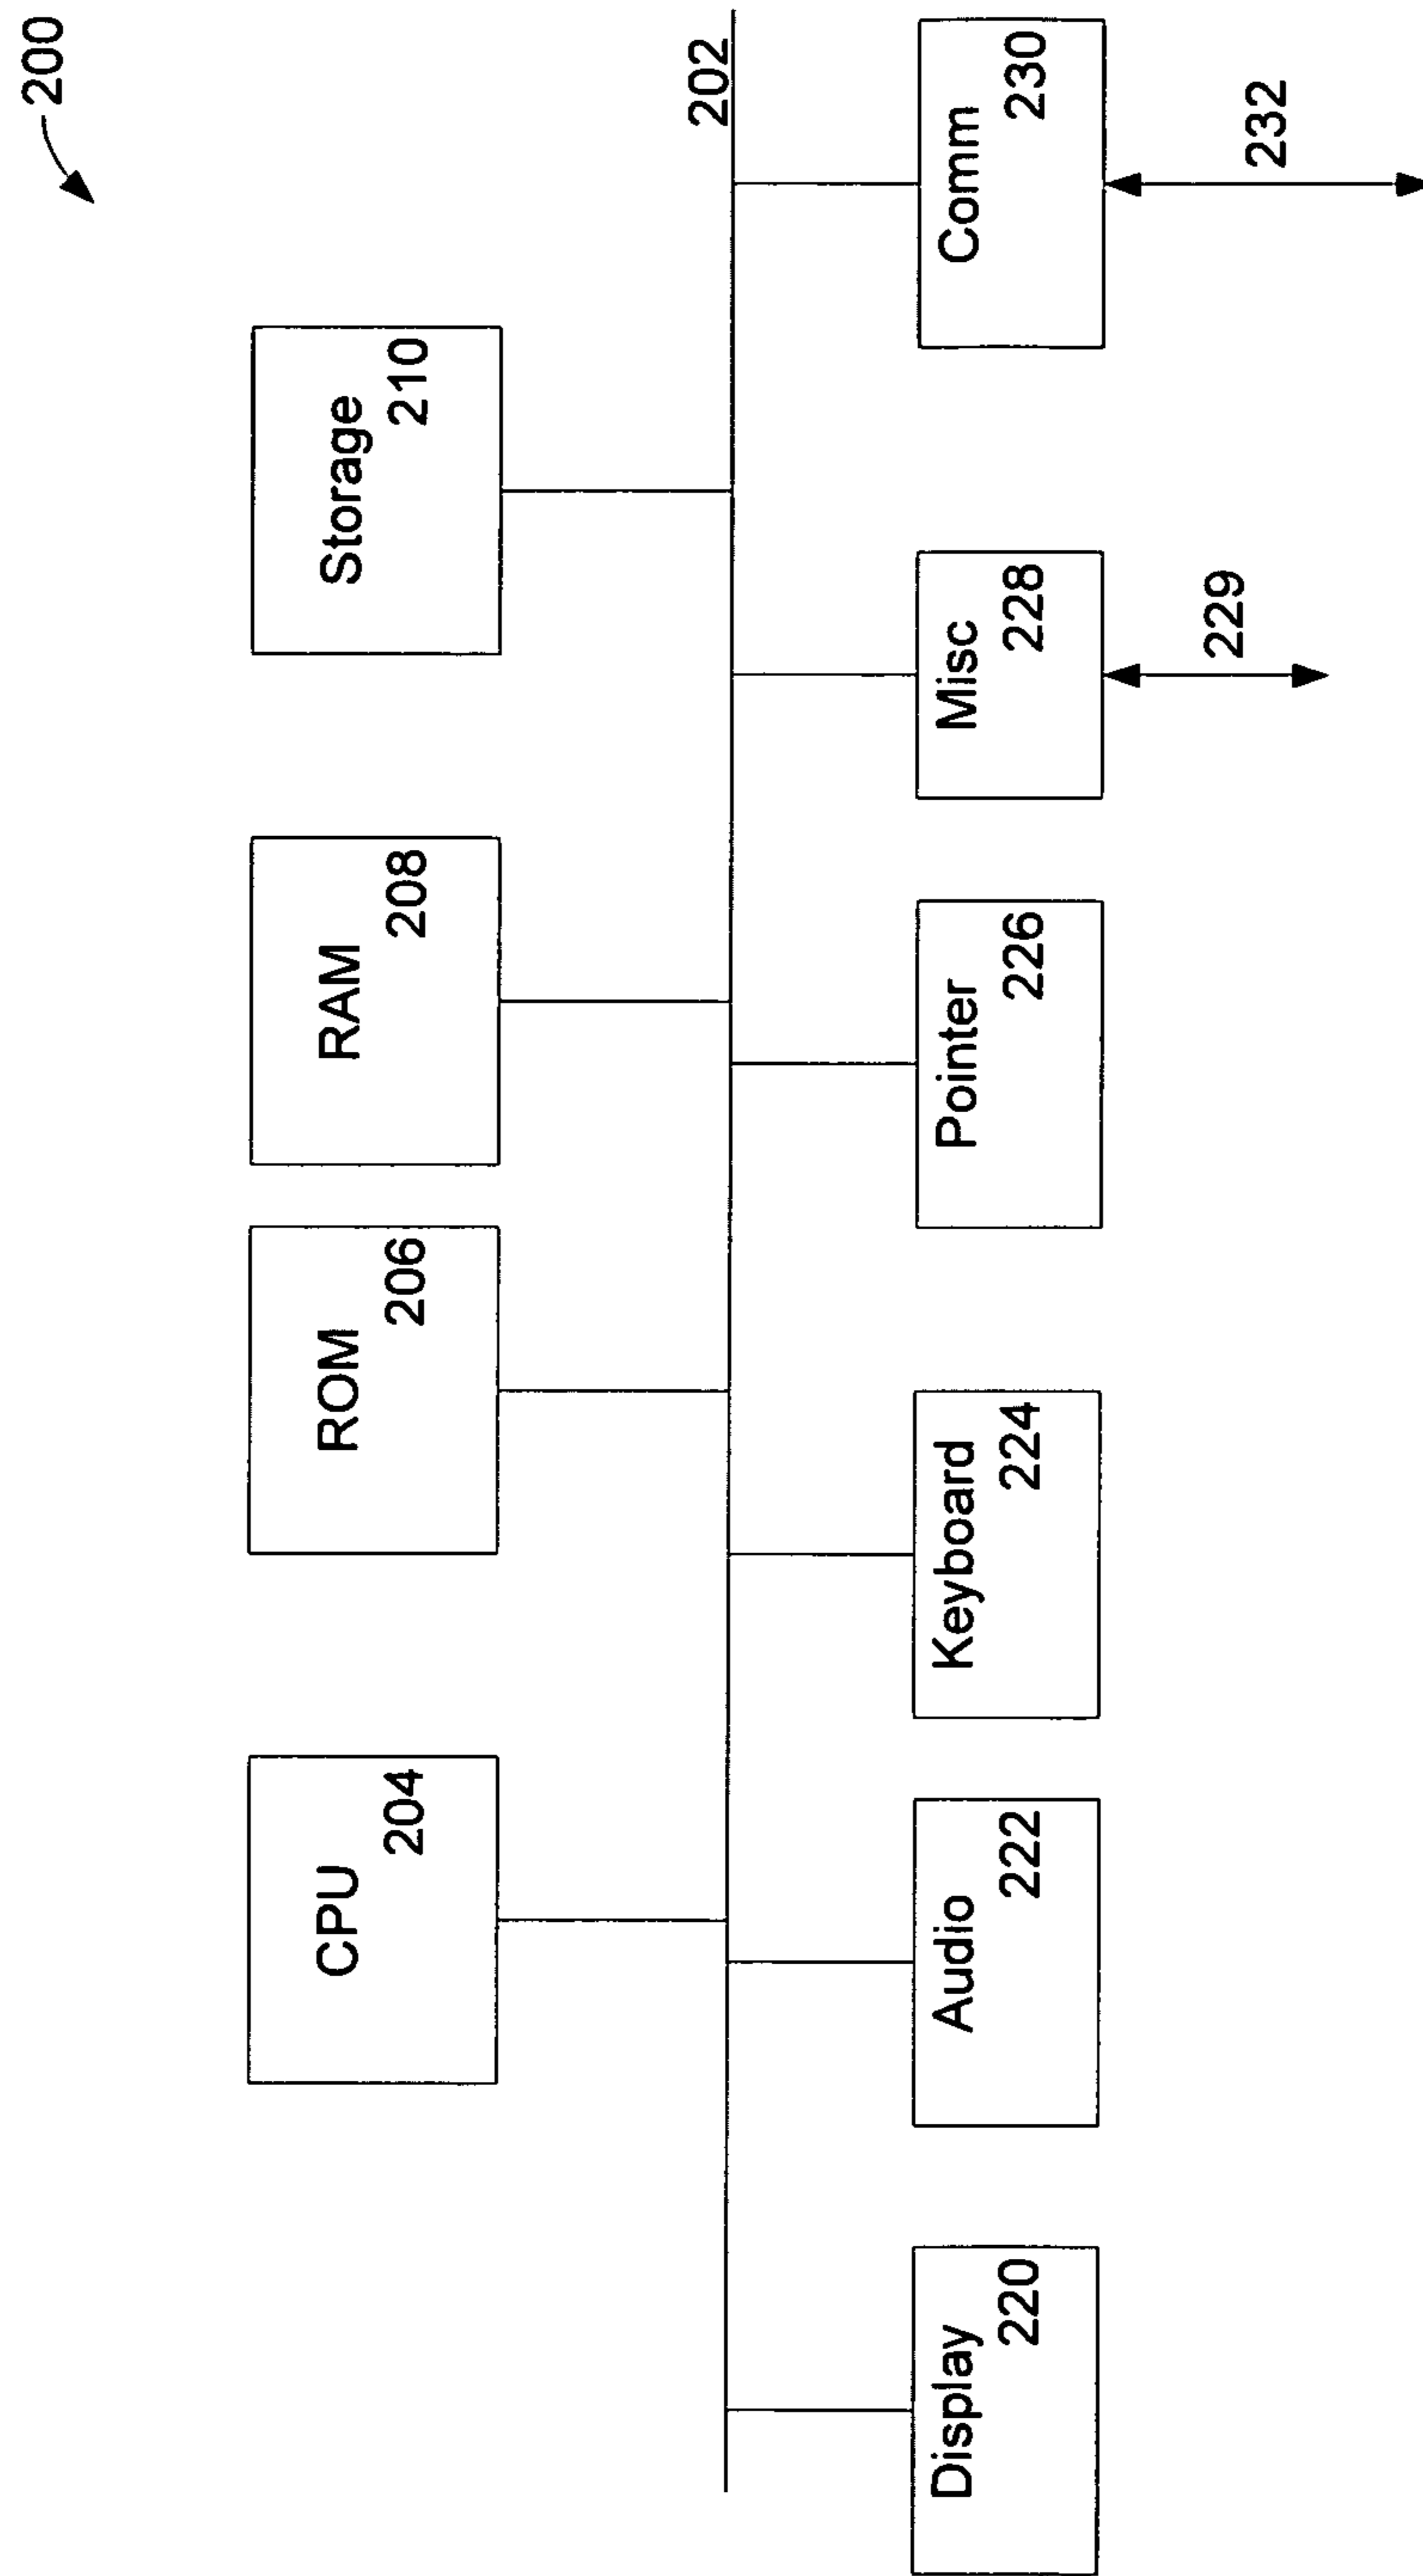 200
CPU
204
ROM
206
RAM
208
Storage
210
202
Display
220
Audio
222
Keyboard
224
Pointer
226
Misc
228
Comm
230
229
232